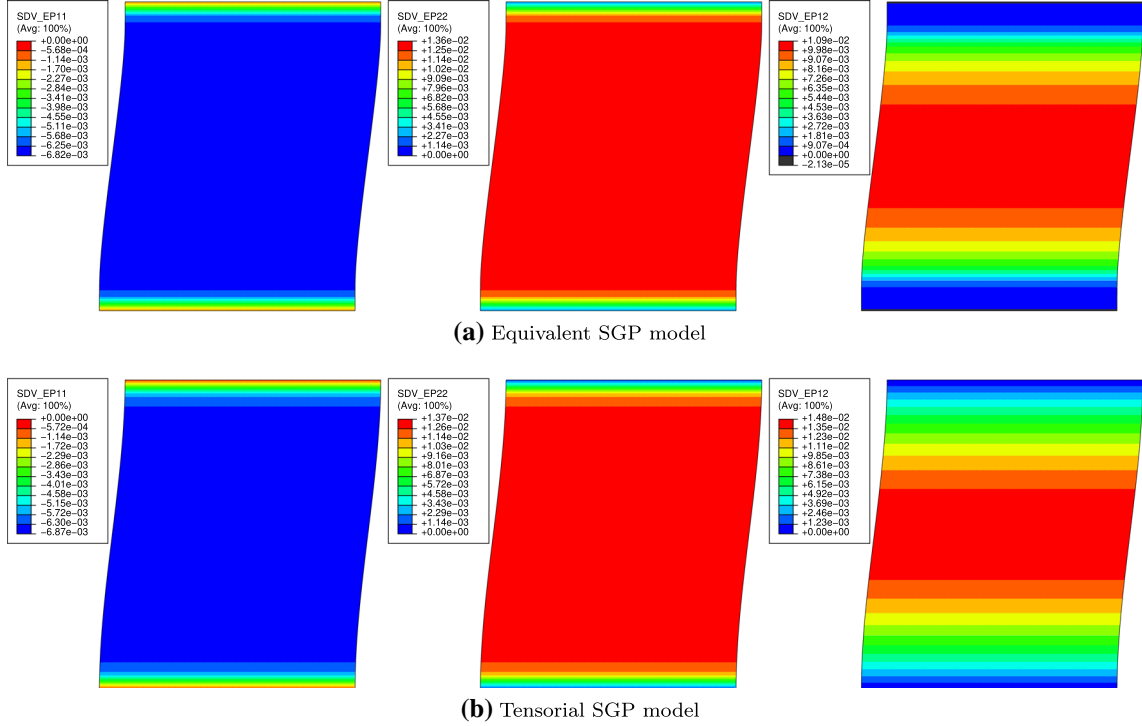 SDV_EP11
(Avg: 100%)
+0.00e+00
−5.68e−04
−1.14e−03
−1.70e−03
−2.27e−03
−2.84e−03
−3.41e−03
−3.98e−03
−4.55e−03
−5.11e−03
−5.68e−03
−6.25e−03
−6.82e−03
SDV_EP22
(Avg: 100%)
+1.36e−02
+1.25e−02
+1.14e−02
+1.02e−02
+9.09e−03
+7.96e−03
+6.82e−03
+5.68e−03
+4.55e−03
+3.41e−03
+2.27e−03
+1.14e−03
+0.00e+00
SDV_EP12
(Avg: 100%)
+1.09e−02
+9.98e−03
+9.07e−03
+8.16e−03
+7.26e−03
+6.35e−03
+5.44e−03
+4.53e−03
+3.63e−03
+2.72e−03
+1.81e−03
+9.07e−04
+0.00e+00
−2.13e−05
(a) Equivalent SGP model
SDV_EP11
(Avg: 100%)
+0.00e+00
−5.72e−04
−1.14e−03
−1.72e−03
−2.29e−03
−2.86e−03
−3.43e−03
−4.01e−03
−4.58e−03
−5.15e−03
−5.72e−03
−6.30e−03
−6.87e−03
SDV_EP22
(Avg: 100%)
+1.37e−02
+1.26e−02
+1.14e−02
+1.03e−02
+9.16e−03
+8.01e−03
+6.87e−03
+5.72e−03
+4.58e−03
+3.43e−03
+2.29e−03
+1.14e−03
+0.00e+00
SDV_EP12
(Avg: 100%)
+1.48e−02
+1.35e−02
+1.23e−02
+1.11e−02
+9.85e−03
+8.61e−03
+7.38e−03
+6.15e−03
+4.92e−03
+3.69e−03
+2.46e−03
+1.23e−03
+0.00e+00
(b) Tensorial SGP model